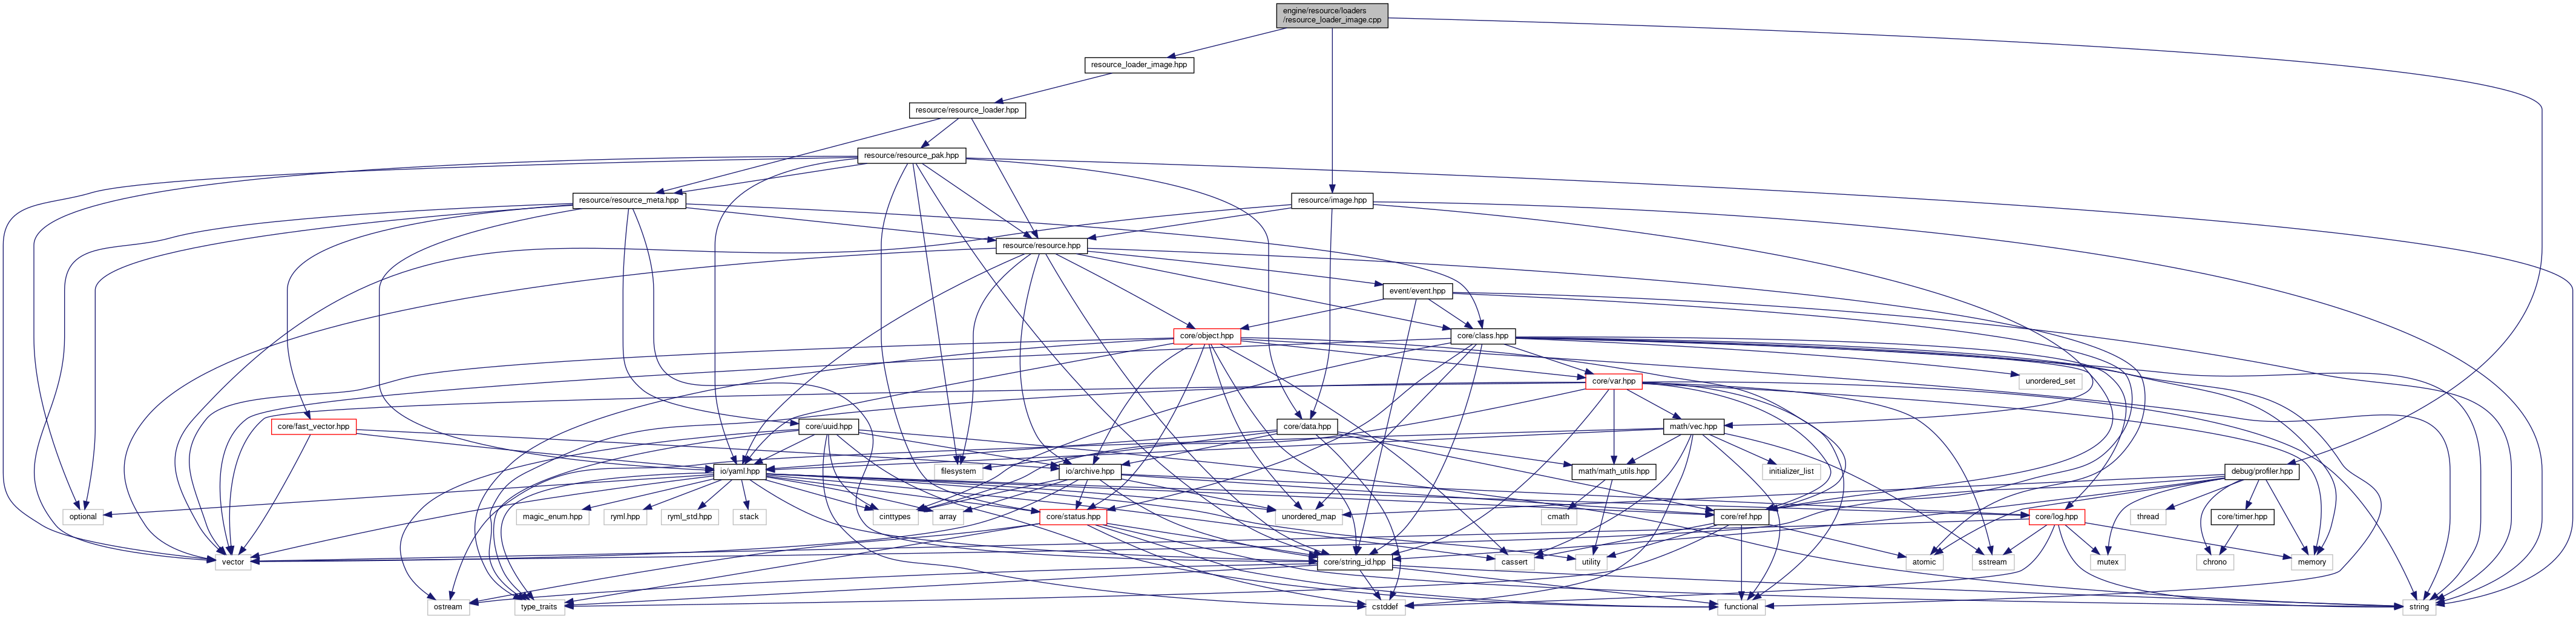 engine/resource/loaders
/resource_loader_image.cpp
resource_loader_image.hpp
resource/resource_loader.hpp
resource/resource_pak.hpp
resource/resource_meta.hpp
resource/image.hpp
resource/resource.hpp
event/event.hpp
core/object.hpp
core/class.hpp
core/var.hpp
unordered_set
core/fast_vector.hpp
core/uuid.hpp
core/data.hpp
math/vec.hpp
io/yaml.hpp
filesystem
io/archive.hpp
math/math_utils.hpp
initializer_list
debug/profiler.hpp
optional
magic_enum.hpp
ryml.hpp
ryml_std.hpp
stack
cinttypes
array
core/status.hpp
unordered_map
cmath
core/ref.hpp
core/log.hpp
thread
core/timer.hpp
vector
core/string_id.hpp
cassert
utility
atomic
sstream
mutex
chrono
memory
ostream
type_traits
cstddef
functional
string